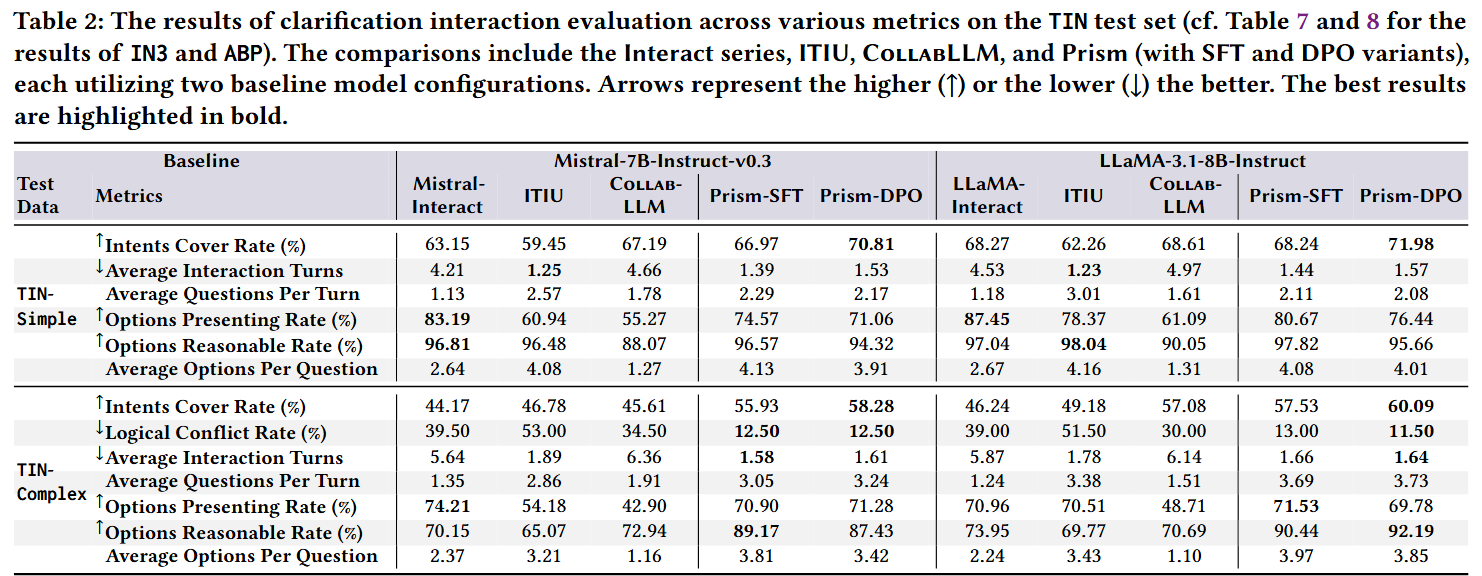 Table 2: The results of clarification interaction evaluation across various metrics on the TIN test set (cf. Table 7 and 8 for the
results of IN3 and ABP). The comparisons include the Interact series, ITIU, COLLABLLM, and Prism (with SFT and DPO variants),
each utilizing two baseline model configurations. Arrows represent the higher (↑) or the lower (↓) the better. The best results
are highlighted in bold.
Baseline Mistral-7B-Instruct-v0.3 LLaMA-3.1-8B-Instruct
Test Data Metrics Mistral-Interact ITIU COLLAB-LLM Prism-SFT Prism-DPO LLaMA-Interact ITIU COLLAB-LLM Prism-SFT Prism-DPO
TIN-Simple
↑Intents Cover Rate (%) 63.15 59.45 67.19 66.97 70.81 68.27 62.26 68.61 68.24 71.98
↓Average Interaction Turns 4.21 1.25 4.66 1.39 1.53 4.53 1.23 4.97 1.44 1.57
Average Questions Per Turn 1.13 2.57 1.78 2.29 2.17 1.18 3.01 1.61 2.11 2.08
↑Options Presenting Rate (%) 83.19 60.94 55.27 74.57 71.06 87.45 78.37 61.09 80.67 76.44
↑Options Reasonable Rate (%) 96.81 96.48 88.07 96.57 94.32 97.04 98.04 90.05 97.82 95.66
Average Options Per Question 2.64 4.08 1.27 4.13 3.91 2.67 4.16 1.31 4.08 4.01
TIN-Complex
↑Intents Cover Rate (%) 44.17 46.78 45.61 55.93 58.28 46.24 49.18 57.08 57.53 60.09
↓Logical Conflict Rate (%) 39.50 53.00 34.50 12.50 12.50 39.00 51.50 30.00 13.00 11.50
↓Average Interaction Turns 5.64 1.89 6.36 1.58 1.61 5.87 1.78 6.14 1.66 1.64
Average Questions Per Turn 1.35 2.86 1.91 3.05 3.24 1.24 3.38 1.51 3.69 3.73
↑Options Presenting Rate (%) 74.21 54.18 42.90 70.90 71.28 70.96 70.51 48.71 71.53 69.78
↑Options Reasonable Rate (%) 70.15 65.07 72.94 89.17 87.43 73.95 69.77 70.69 90.44 92.19
Average Options Per Question 2.37 3.21 1.16 3.81 3.42 2.24 3.43 1.10 3.97 3.85